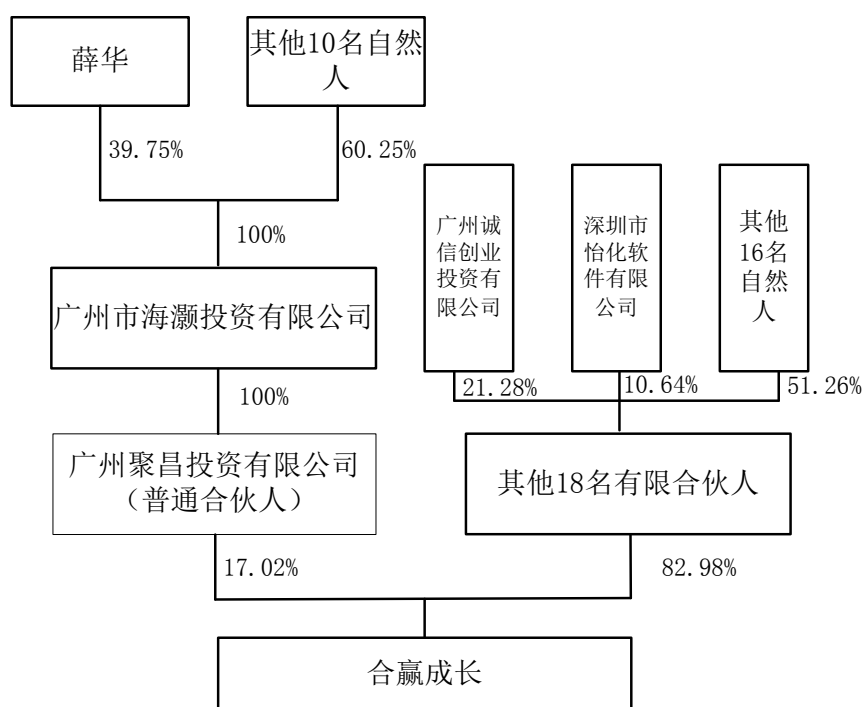 薛华
其他10名自然
人
39.75%
60.25%
100%
广州市海灏投资有限公司
100%
广州聚昌投资有限公司
（普通合伙人）
17.02%
广州诚
信创业
投资有
限公司
深圳市
怡化软
件有限
公司
其他
16名
自然
人
21.28%
10.64%
51.26%
其他18名有限合伙人
82.98%
合赢成长